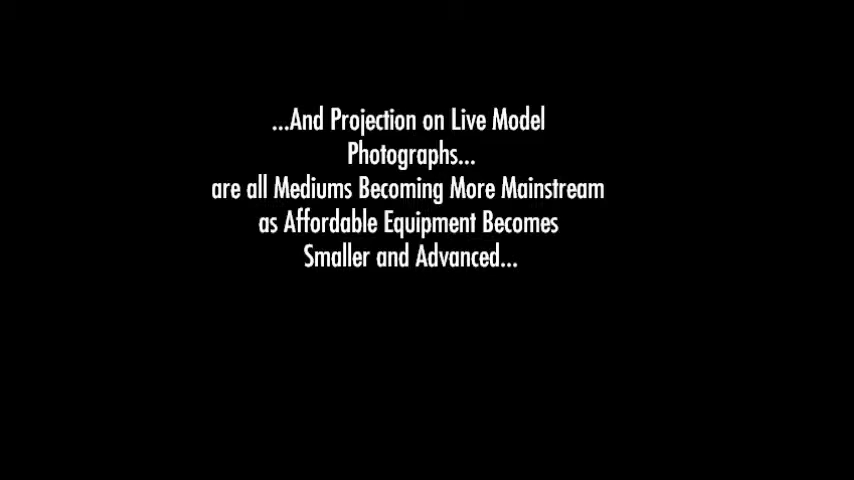 ...And Projection on Live Model
Photographs...
are all Mediums Becoming More Mainstream
as Affordable Equipment Becomes
Smaller and Advanced...